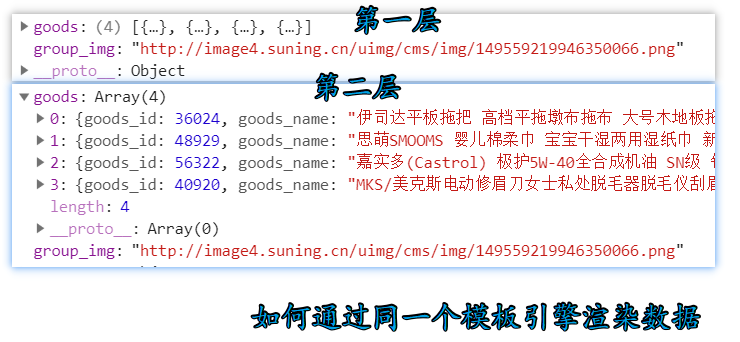 第一层
goods: (4) [{…}, {…}, {…}, {…}]
group_img: "http://image4.suning.cn/uimg/cms/img/149559219946350066.png"
__proto__: Object
第二层
goods: Array(4)
0: {goods_id: 36024, goods_name: "伊司达平板拖把 高档平拖墩布拖布 大号木地板拖
1: {goods_id: 48929, goods_name: "思萌SMOOMS 婴儿棉柔巾 宝宝干湿两用湿纸巾 新
2: {goods_id: 56322, goods_name: "嘉实多(Castrol) 极护5W-40全合成机油 SN级
3: {goods_id: 40920, goods_name: "MKS/美克斯电动修眉刀女士私处脱毛器脱毛仪刮眉
length: 4
__proto__: Array(0)
group_img: "http://image4.suning.cn/uimg/cms/img/149559219946350066.png"
如何通过同一个模板引擎渲染数据